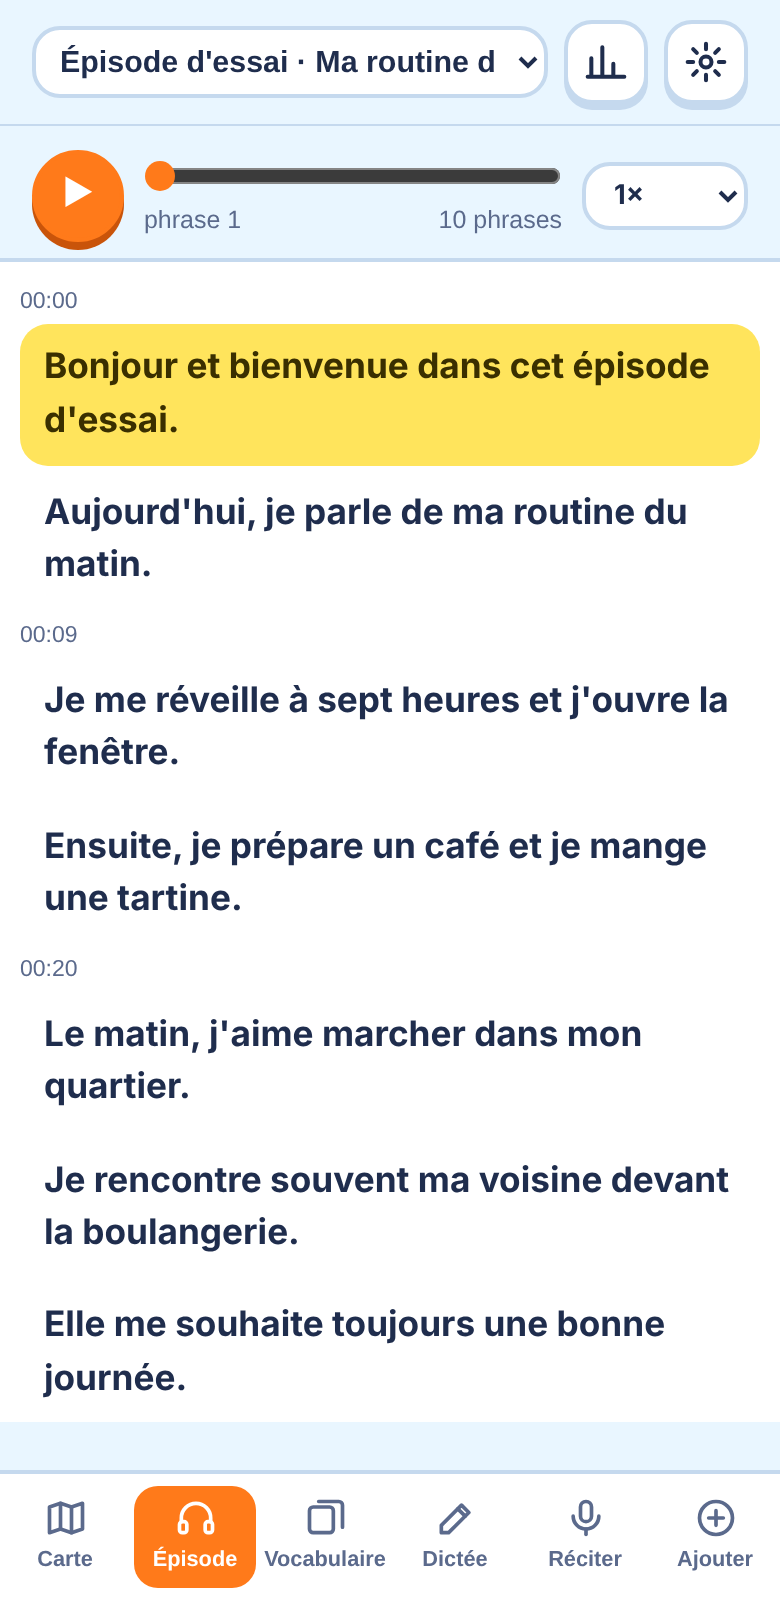 Épisode d'essai · Ma routine d
phrase 1
10 phrases
1×
00:00
Bonjour et bienvenue dans cet épisode
d'essai.
Aujourd'hui, je parle de ma routine du
matin.
00:09
Je me réveille à sept heures et j'ouvre la
fenêtre.
Ensuite, je prépare un café et je mange
une tartine.
00:20
Le matin, j'aime marcher dans mon
quartier.
Je rencontre souvent ma voisine devant
la boulangerie.
Elle me souhaite toujours une bonne
journée.
Carte
Épisode
Vocabulaire
Dictée
Réciter
Ajouter